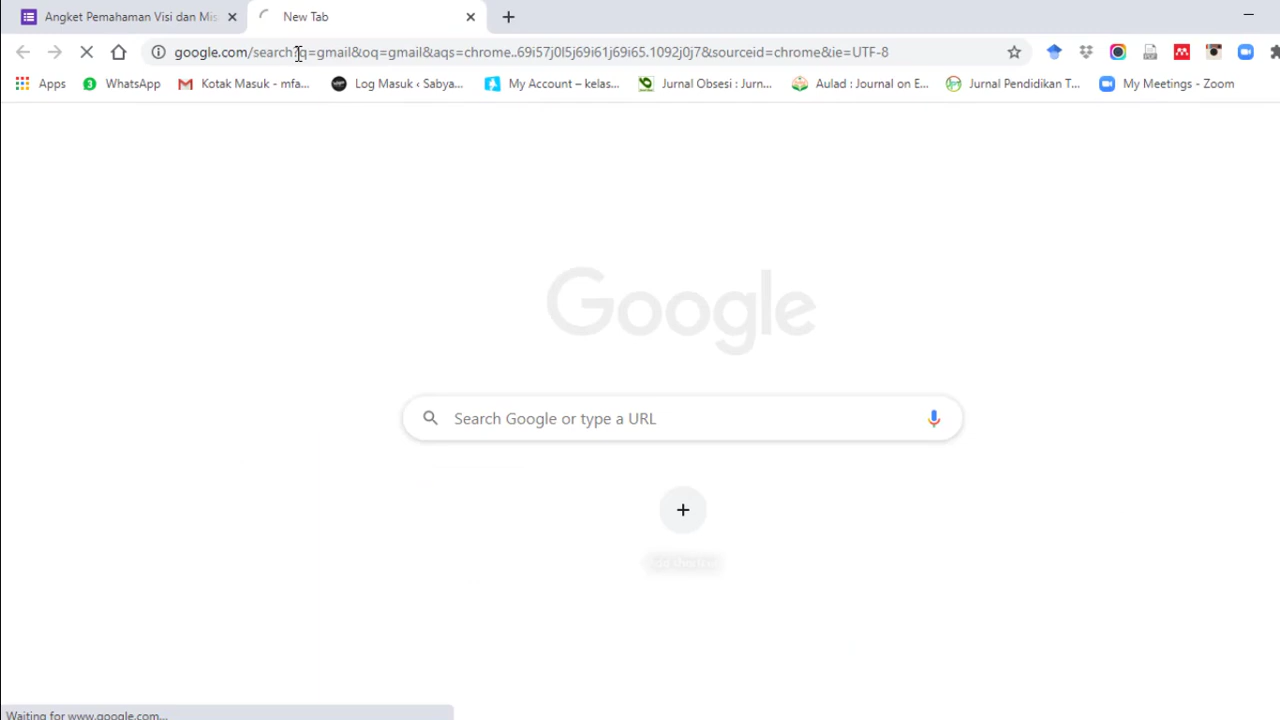 Angket Pemahaman Visi dan Mis
New Tab
google.com/search?q=gmail&oq=gmail&aqs=chrome..69i57j0l5j69i61j69i65.1092j0j7&sourceid=chrome&ie=UTF-8
Apps
3 WhatsApp
Kotak Masuk - mfa...
Log Masuk ‹ Sabya...
My Account – kelas...
Jurnal Obsesi : Jurn...
Aulad : Journal on E...
Jurnal Pendidikan T...
My Meetings - Zoom
Google
Search Google or type a URL
Waiting for www.google.com...